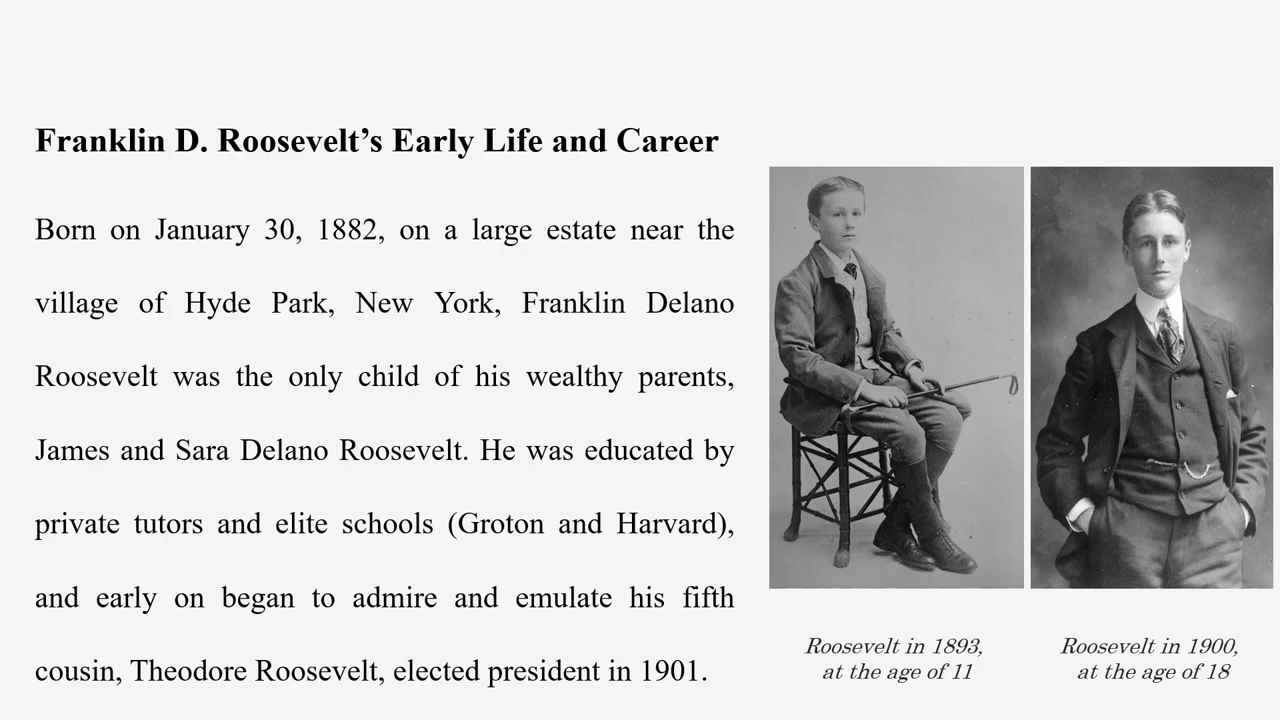 Franklin D. Roosevelt’s Early Life and Career
Born on January 30, 1882, on a large estate near the
village of Hyde Park, New York, Franklin Delano
Roosevelt was the only child of his wealthy parents,
James and Sara Delano Roosevelt. He was educated by
private tutors and elite schools (Groton and Harvard),
and early on began to admire and emulate his fifth
cousin, Theodore Roosevelt, elected president in 1901.
Roosevelt in 1893,
at the age of 11
Roosevelt in 1900,
at the age of 18